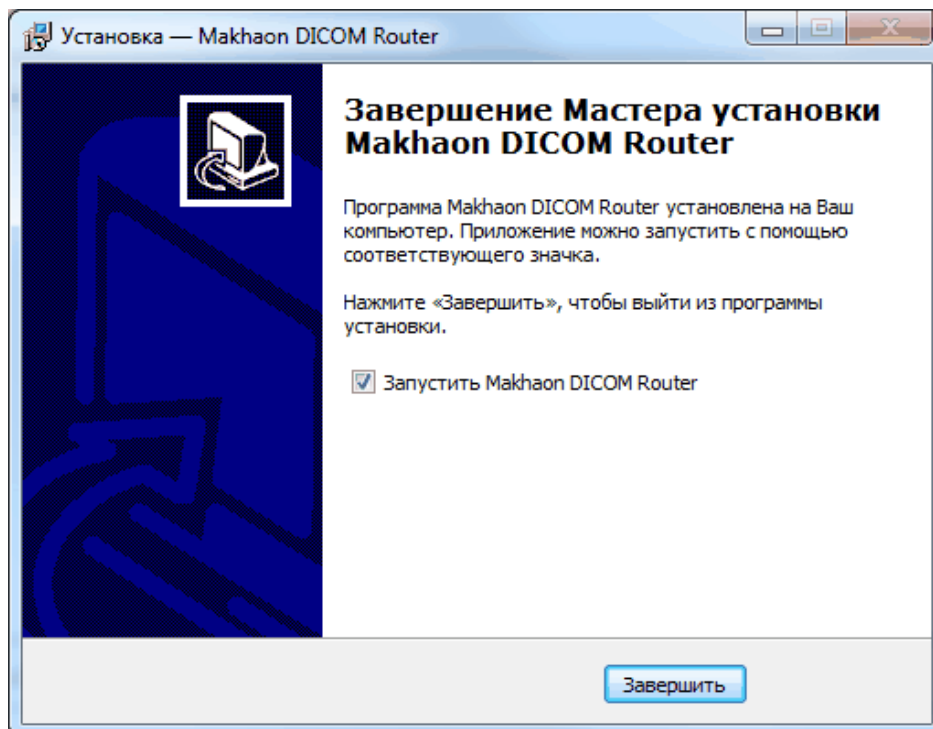 Установка — Makhaon DICOM Router
Завершение Мастера установки
Makhaon DICOM Router
Программа Makhaon DICOM Router установлена на Ваш
компьютер. Приложение можно запустить с помощью
соответствующего значка.
Нажмите «Завершить», чтобы выйти из программы
установки.
Запустить Makhaon DICOM Router
Завершить